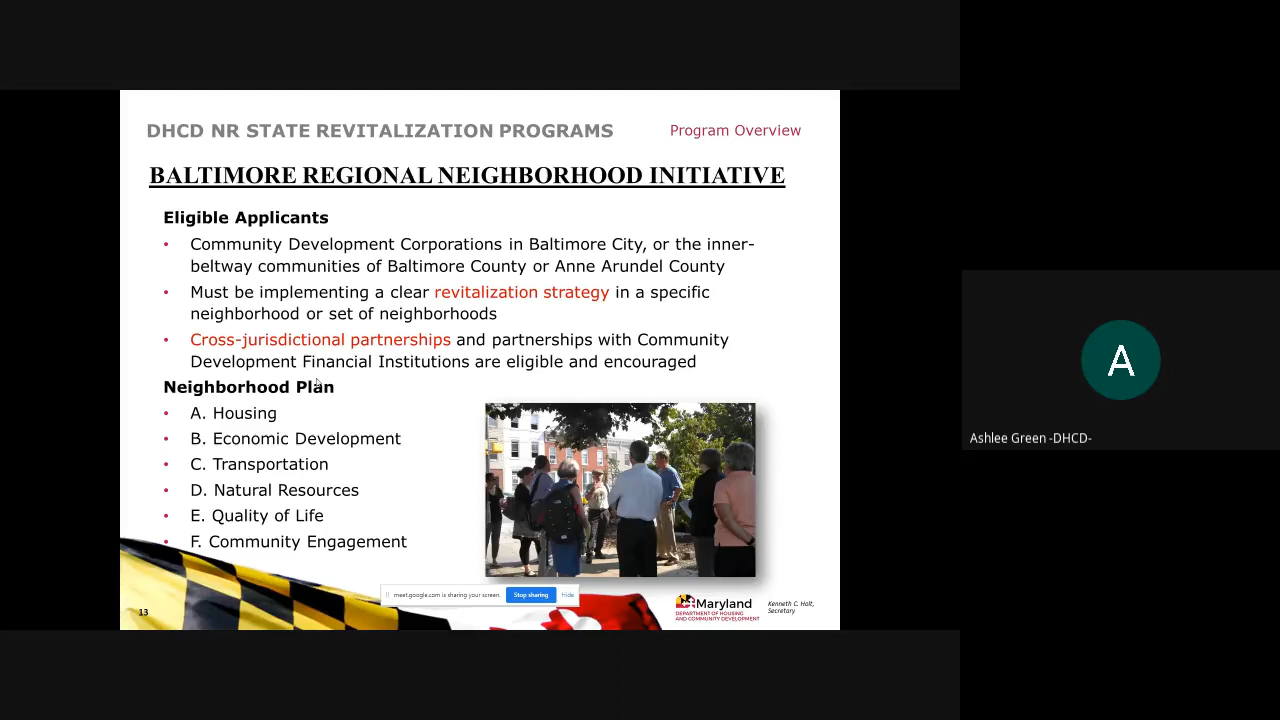 DHCD NR STATE REVITALIZATION PROGRAMS
Program Overview
BALTIMORE REGIONAL NEIGHBORHOOD INITIATIVE
Eligible Applicants
• Community Development Corporations in Baltimore City, or the inner-
beltway communities of Baltimore County or Anne Arundel County
• Must be implementing a clear revitalization strategy in a specific
neighborhood or set of neighborhoods
• Cross-jurisdictional partnerships and partnerships with Community
Development Financial Institutions are eligible and encouraged
Neighborhood Plan
• A. Housing
• B. Economic Development
• C. Transportation
• D. Natural Resources
• E. Quality of Life
• F. Community Engagement
meet.google.com is sharing your screen.
Stop sharing
Hide
13
Maryland
DEPARTMENT OF HOUSING
AND COMMUNITY DEVELOPMENT
Kenneth C. Holt,
Secretary
A
Ashlee Green -DHCD-